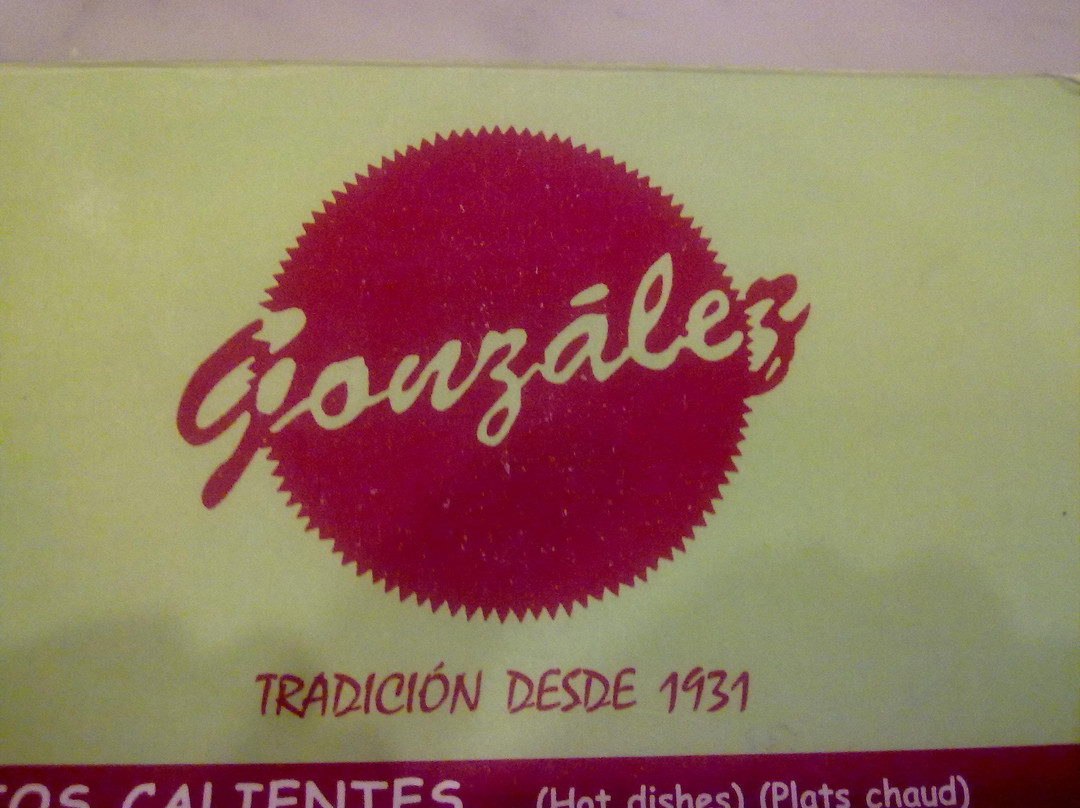 González
TRADICIÓN DESDE 1931
CALIENTES (Hot dishes) (Plats chaud)